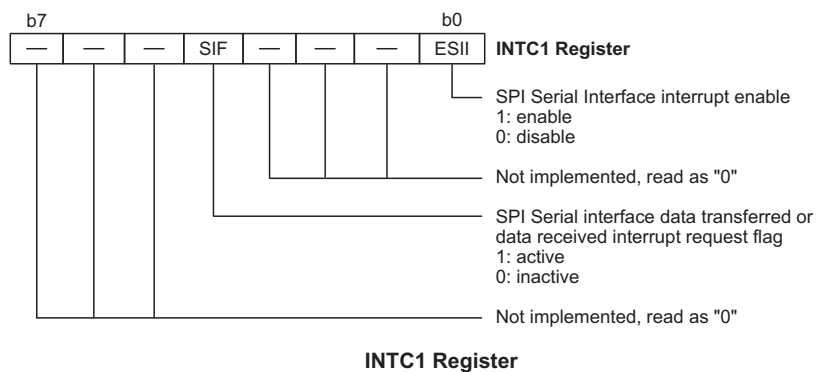 b7 b0
— — — SIF — — — ESII INTC1 Register
SPI Serial Interface interrupt enable
1: enable
0: disable
Not implemented, read as "0"
SPI Serial interface data transferred or
data received interrupt request flag
1: active
0: inactive
Not implemented, read as "0"
INTC1 Register